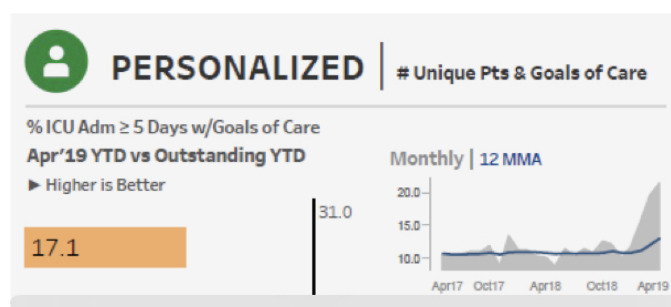 PERSONALIZED | # Unique Pts & Goals of Care
% ICU Adm ≥ 5 Days w/Goals of Care
Apr'19 YTD vs Outstanding YTD
► Higher is Better
31.0
17.1
Monthly | 12 MMA
20.0
15.0
10.0
Apr17 Oct17 Apr18 Oct18 Apr19